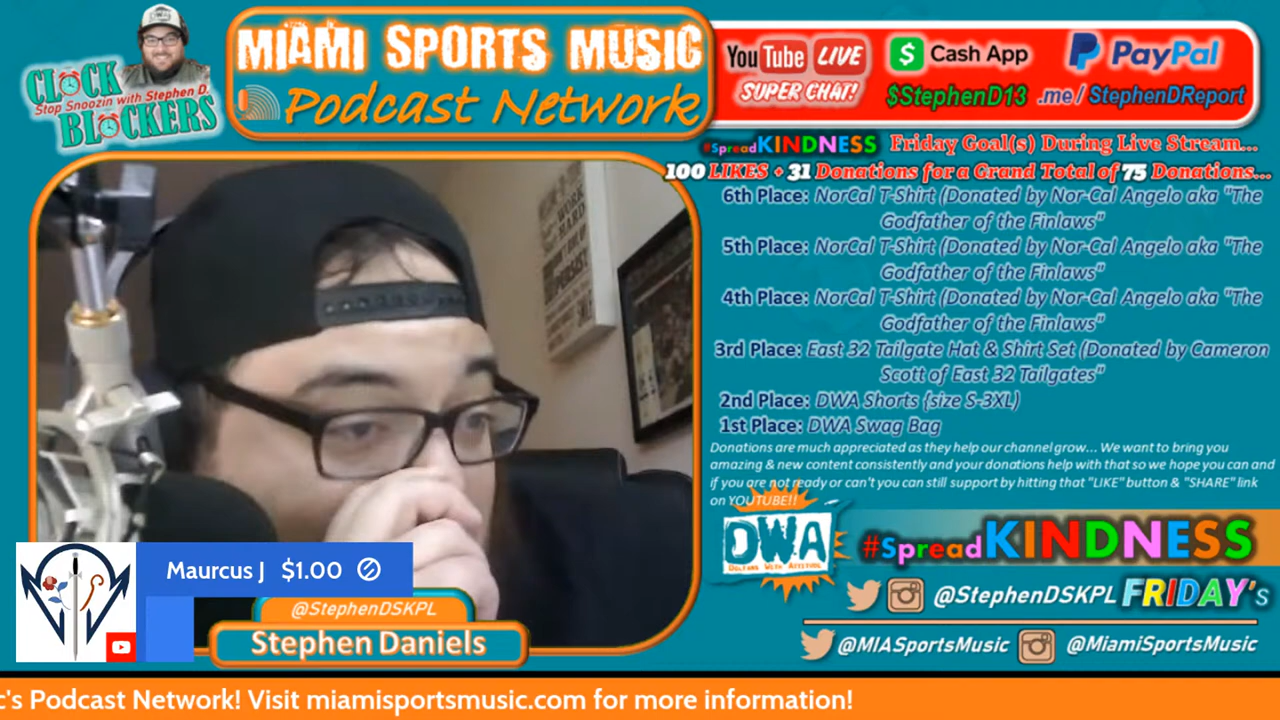 DWA
CLOCK
Stop Snoozin with Stephen D.
BLOCKERS
MIAMI SPORTS MUSIC
Podcast Network
YouTube LIVE
SUPER CHAT!
$ Cash App
$StephenD13
PayPal
.me/StephenDReport
#SpreadKINDNESS Friday Goal(s) During Live Stream...
100 LIKES + 31 Donations for a Grand Total of 75 Donations...
6th Place: NorCal T-Shirt (Donated by Nor-Cal Angelo aka "The
Godfather of the Finlaws"
5th Place: NorCal T-Shirt (Donated by Nor-Cal Angelo aka "The
Godfather of the Finlaws"
4th Place: NorCal T-Shirt (Donated by Nor-Cal Angelo aka "The
Godfather of the Finlaws"
3rd Place: East 32 Tailgate Hat & Shirt Set (Donated by Cameron
Scott of East 32 Tailgates"
2nd Place: DWA Shorts {size S-3XL)
1st Place: DWA Swag Bag
Donations are much appreciated as they help our channel grow... We want to bring you
amazing & new content consistently and your donations help with that so we hope you can and
if you are not ready or can't you can still support by hitting that "LIKE" button & "SHARE" link
on YOUTUBE!!
WORK
HARD
PERSIST
DWA
DOLFANS WITH ATTITUDE
#SpreadKINDNESS
@StephenDSKPL FRIDAY's
@MIASportsMusic @MiamiSportsMusic
Maurcus J $1.00
@StephenDSKPL
Stephen Daniels
c's Podcast Network! Visit miamisportsmusic.com for more information!